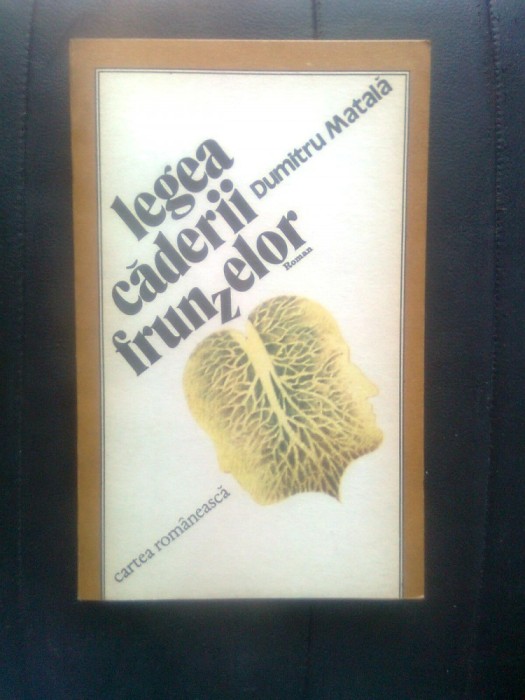 Dumitru Matală
legea
căderii
frunzelor
Roman
cartea românească